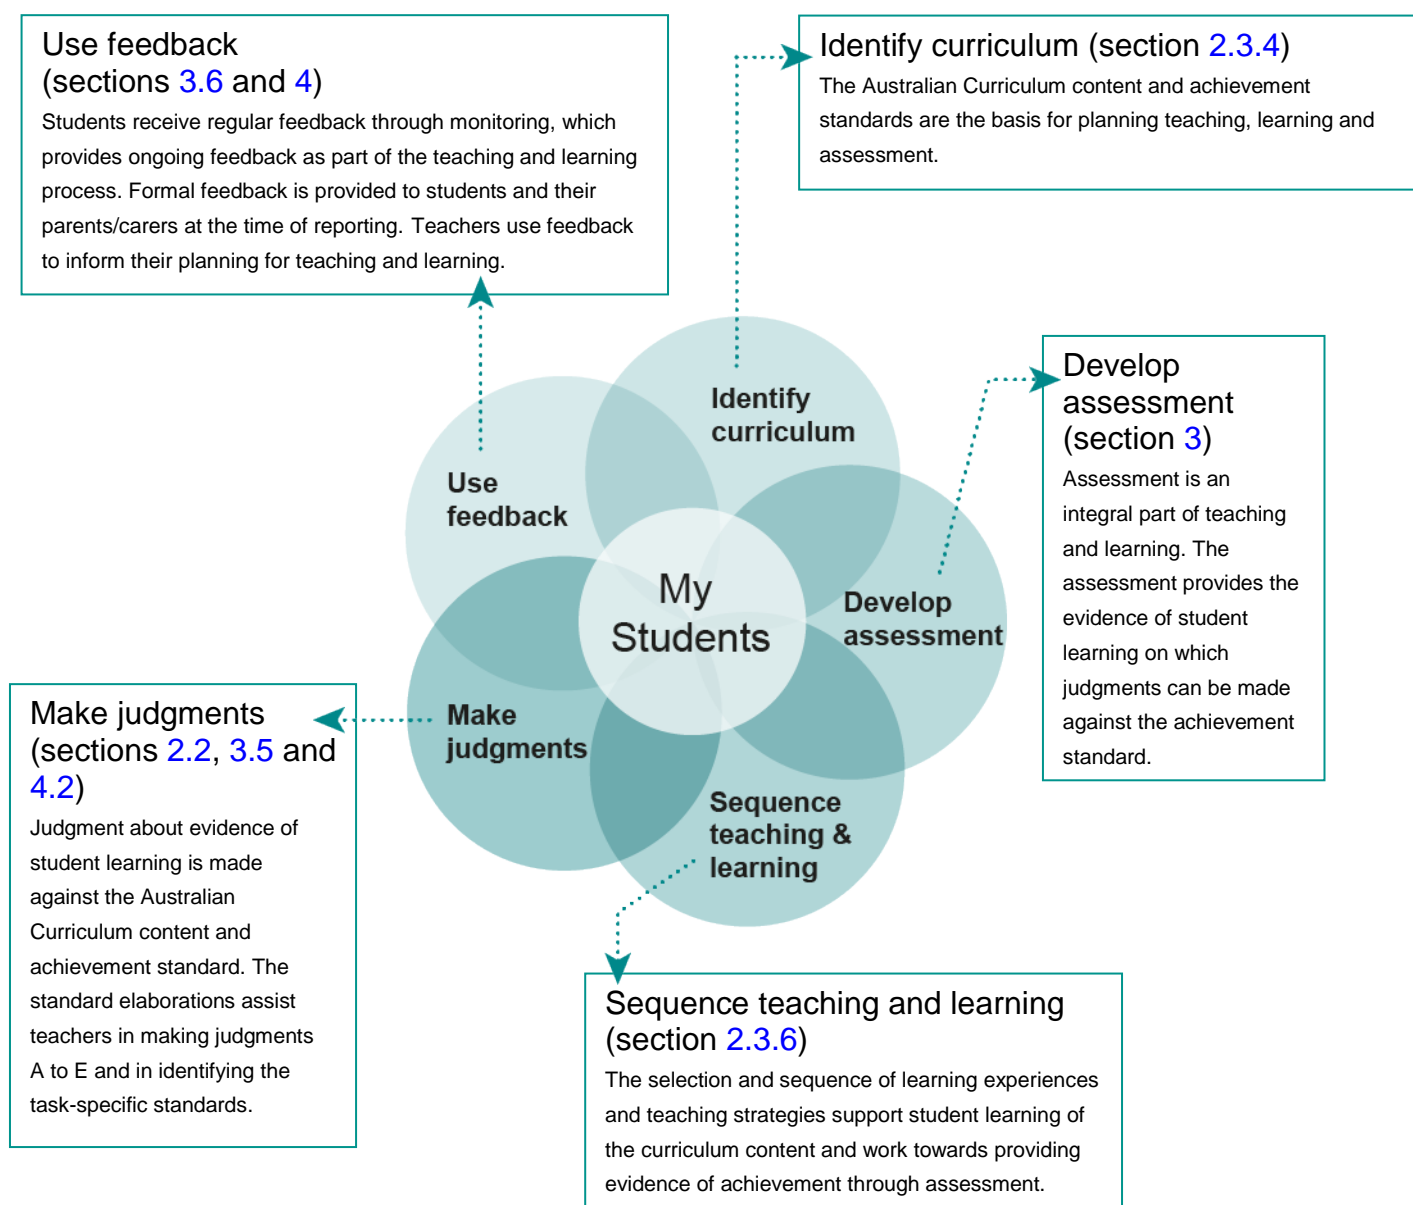 Use feedback
(sections 3.6 and 4)
Students receive regular feedback through monitoring, which
provides ongoing feedback as part of the teaching and learning
process. Formal feedback is provided to students and their
parents/carers at the time of reporting. Teachers use feedback
to inform their planning for teaching and learning.
Identify curriculum (section 2.3.4)
The Australian Curriculum content and achievement
standards are the basis for planning teaching, learning and
assessment.
Develop
assessment
(section 3)
Assessment is an
integral part of teaching
and learning. The
assessment provides the
evidence of student
learning on which
judgments can be made
against the achievement
standard.
Identify
curriculum
Use
feedback
My
Students
Develop
assessment
Make
judgments
Sequence
teaching &
learning
Make judgments
(sections 2.2, 3.5 and
4.2)
Judgment about evidence of
student learning is made
against the Australian
Curriculum content and
achievement standard. The
standard elaborations assist
teachers in making judgments
A to E and in identifying the
task-specific standards.
Sequence teaching and learning
(section 2.3.6)
The selection and sequence of learning experiences
and teaching strategies support student learning of
the curriculum content and work towards providing
evidence of achievement through assessment.